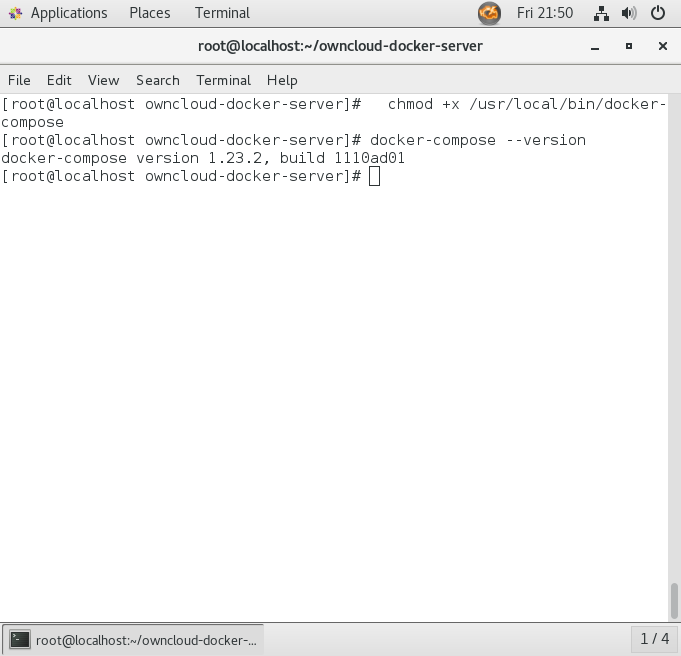 Applications Places Terminal Fri 21:50
root@localhost:~/owncloud-docker-server
File Edit View Search Terminal Help
[root@localhost owncloud-docker-server]#   chmod +x /usr/local/bin/docker-
compose
[root@localhost owncloud-docker-server]# docker-compose --version
docker-compose version 1.23.2, build 1110ad01
[root@localhost owncloud-docker-server]#
root@localhost:~/owncloud-docker-... 1 / 4